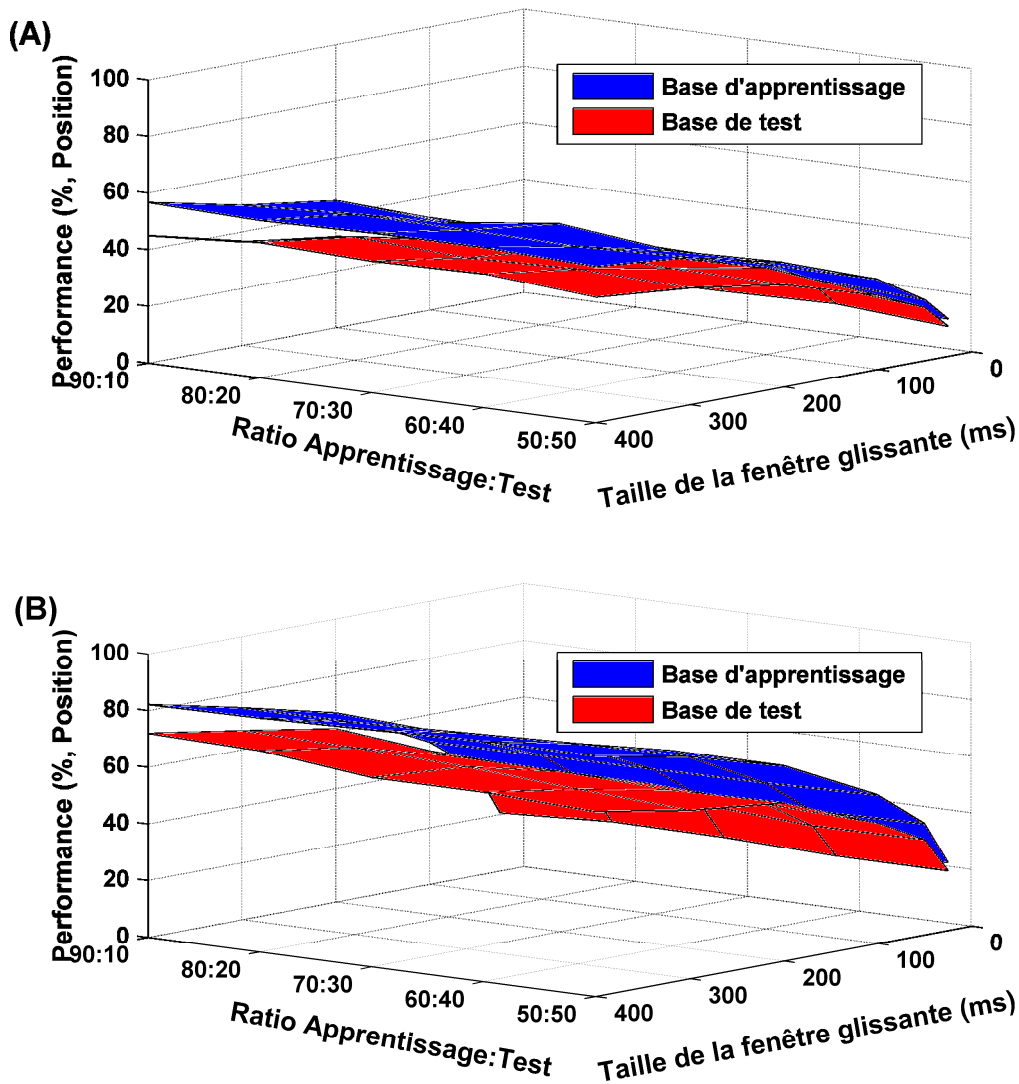 (A)
Performance (%, Position)
100
80
60
40
20
0
90:10
80:20
70:30
60:40
50:50
Ratio Apprentissage:Test
400
300
200
100
0
Taille de la fenêtre glissante (ms)
Base d'apprentissage
Base de test
(B)
Performance (%, Position)
100
80
60
40
20
0
90:10
80:20
70:30
60:40
50:50
Ratio Apprentissage:Test
400
300
200
100
0
Taille de la fenêtre glissante (ms)
Base d'apprentissage
Base de test